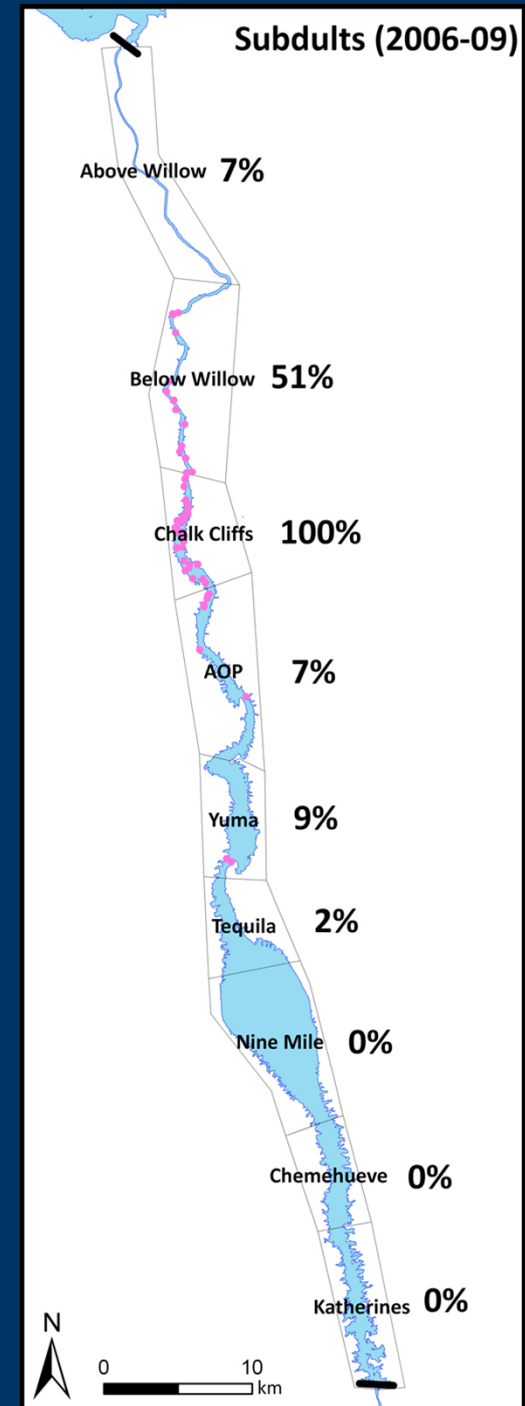 Subdults (2006-09)
Above Willow 7%
Below Willow 51%
Chalk Cliffs 100%
AOP 7%
Yuma 9%
Tequila 2%
Nine Mile 0%
Chemehueve 0%
Katherines 0%
N
0 10
km